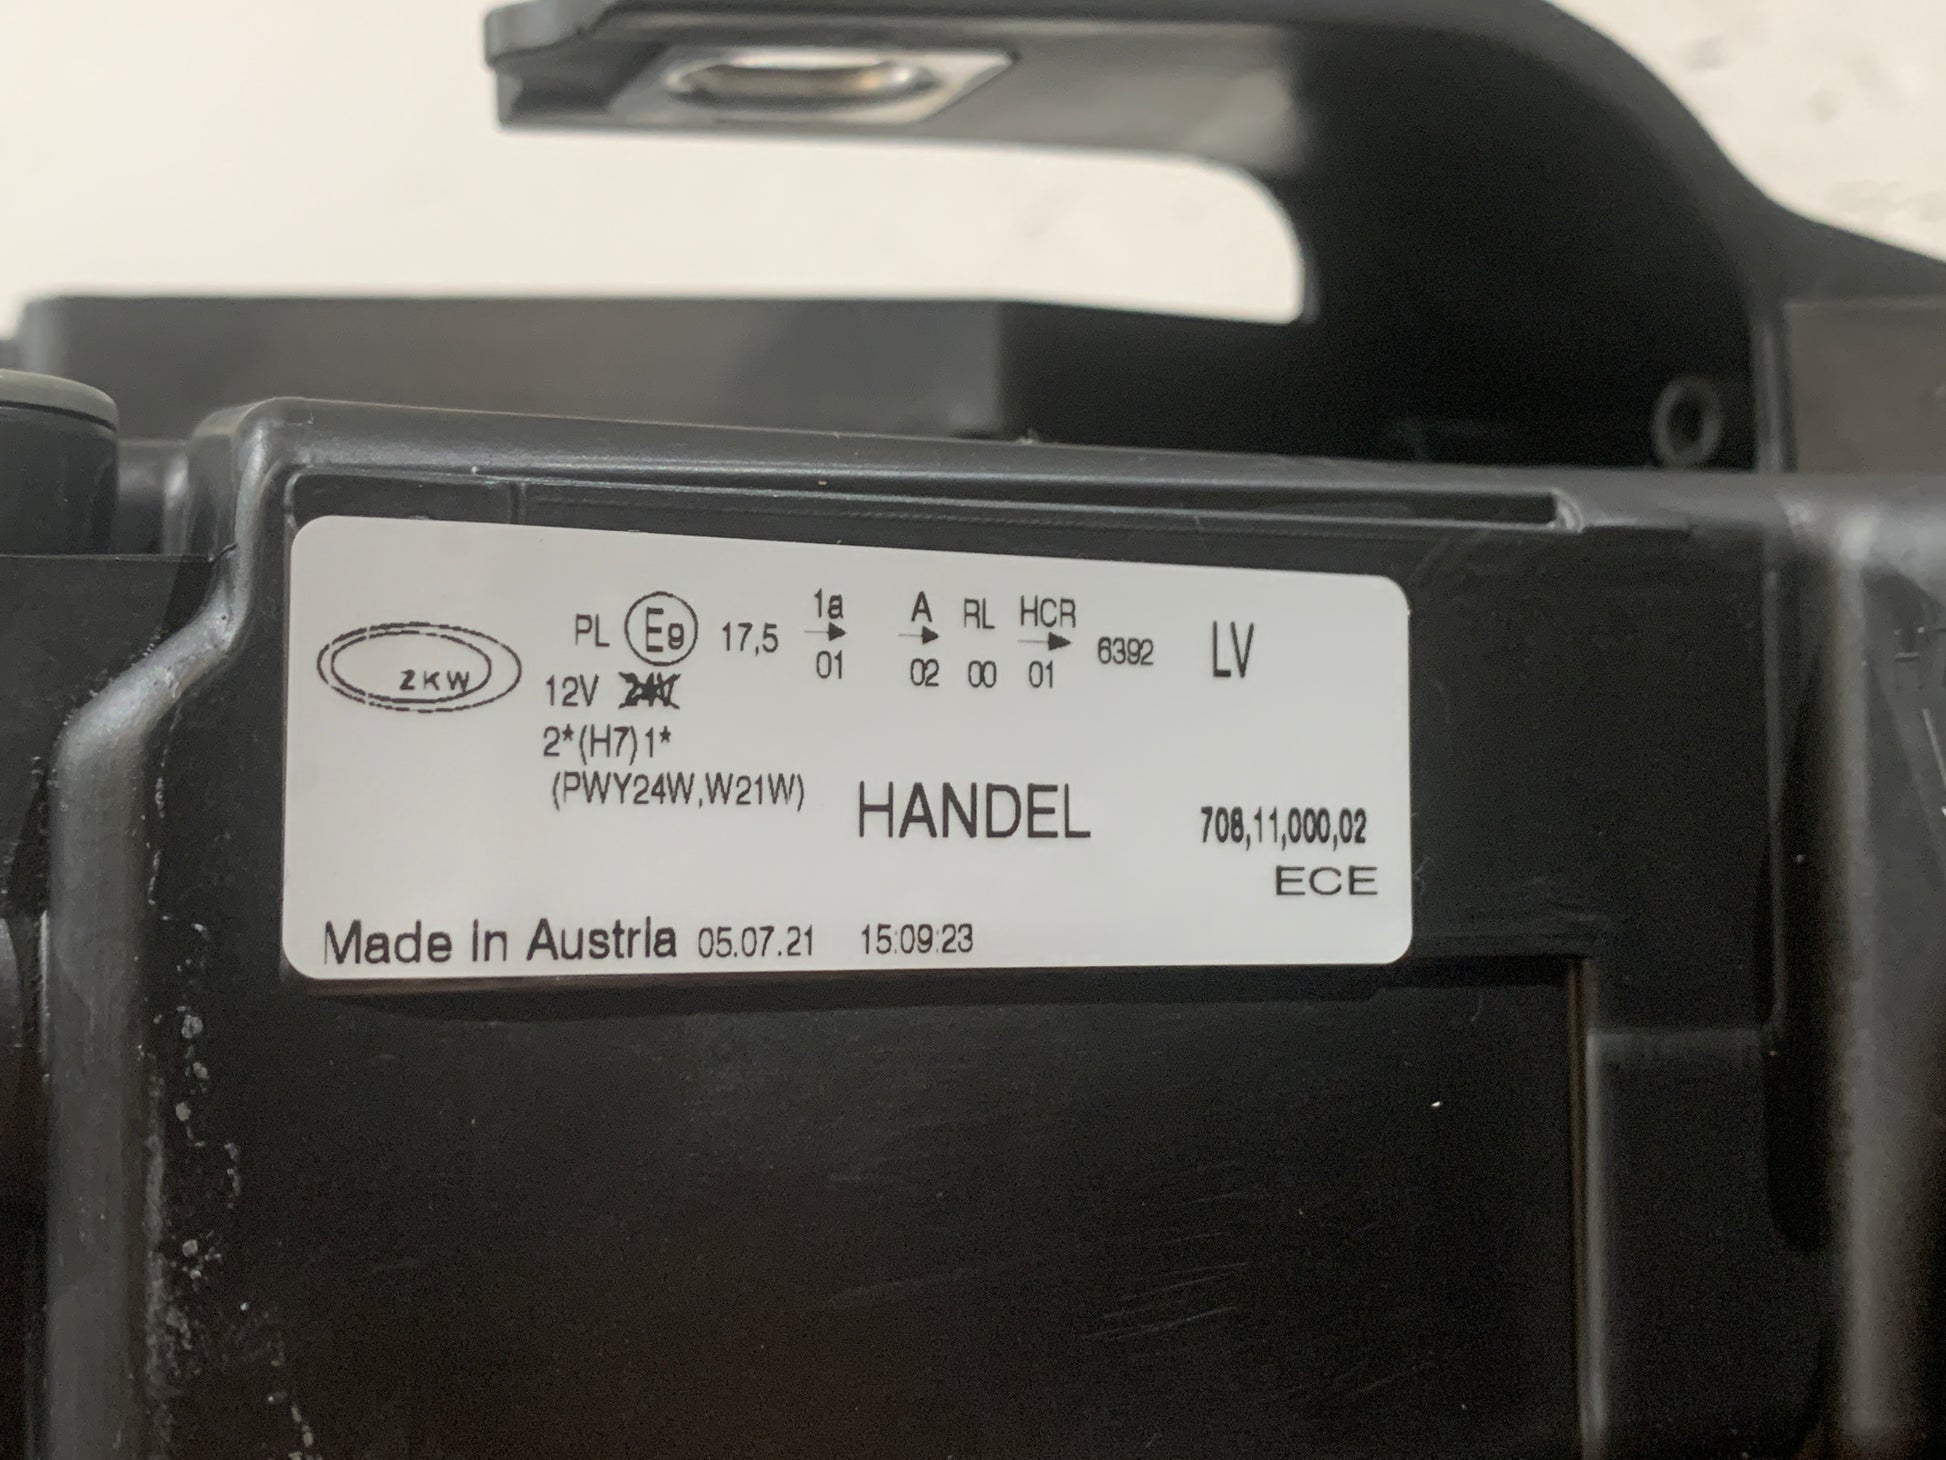 ZKW
PL E9 17,5 1a → 01 A → 02 RL 00 HCR → 01 6392 LV
12V 24V
2*(H7)1*
(PWY24W,W21W)
HANDEL
708,11,000,02
ECE
Made in Austria 05.07.21 15:09:23